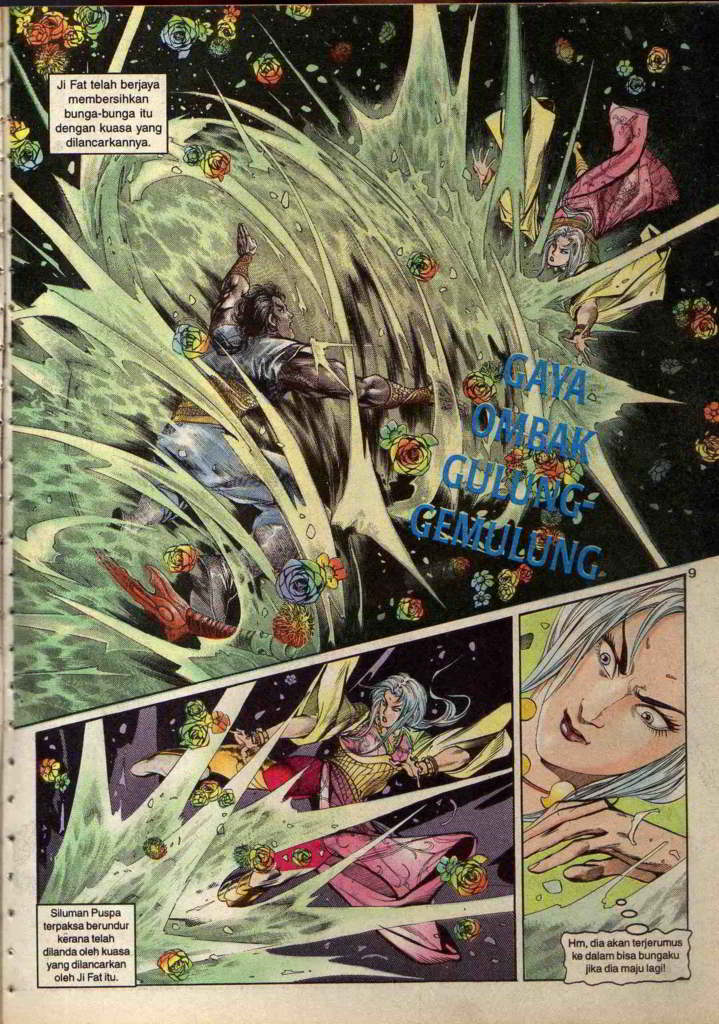 Ji Fat telah berjaya
membersihkan
bunga-bunga itu
dengan kuasa yang
dilancarkannya.
GAYA
OMBAK
GULUNG-
GEMULUNG
9
Siluman Puspa
terpaksa berundur
kerana telah
dilanda oleh kuasa
yang dilancarkan
oleh Ji Fat itu.
Hm, dia akan terjerumus
ke dalam bisa bungaku
jika dia maju lagi!